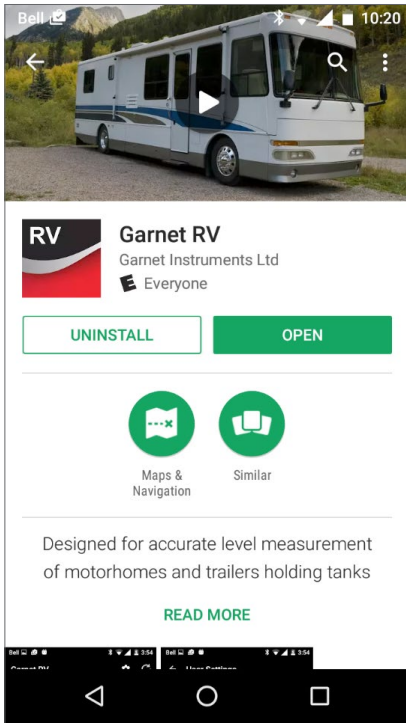 Bell 10:20
RV
Garnet RV
Garnet Instruments Ltd
E Everyone
UNINSTALL OPEN
Maps & Similar
Navigation
Designed for accurate level measurement
of motorhomes and trailers holding tanks
READ MORE
Bell 3:54 Bell 3:54
Garnet RV User Settings